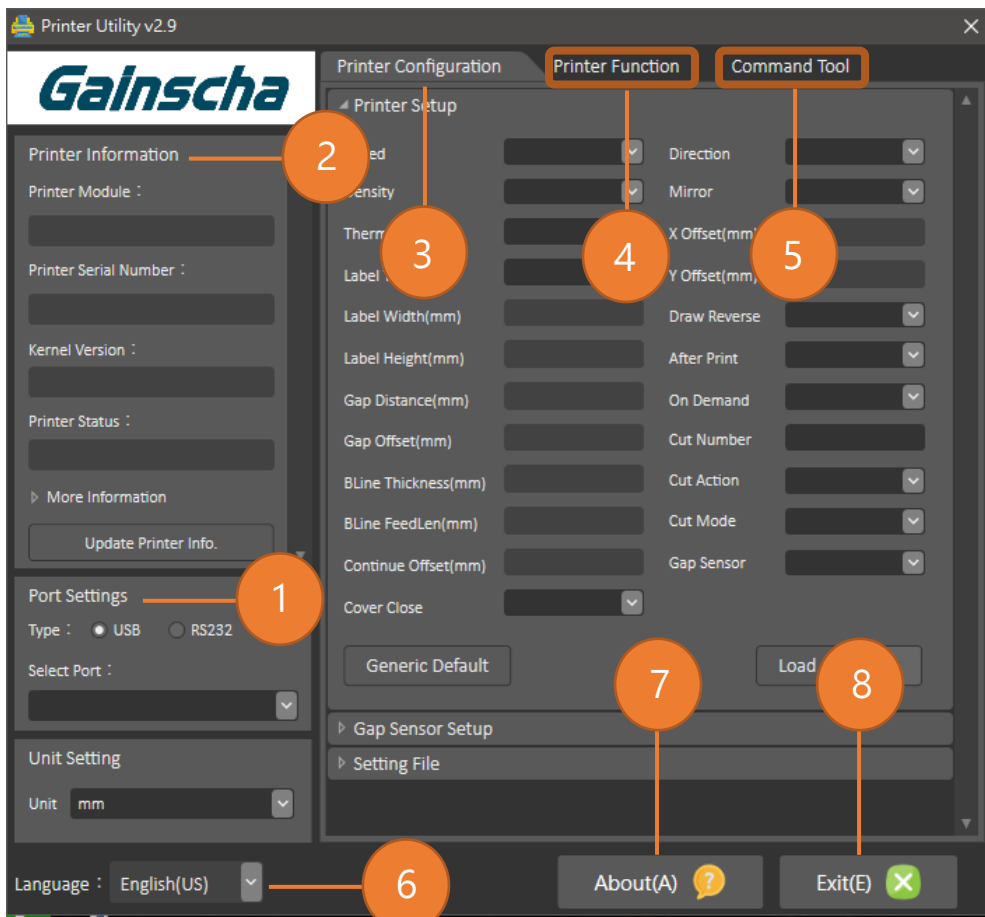 Printer Utility v2.9
Gainscha
Printer Information
2
Printer Module :
Printer Serial Number :
Kernel Version :
Printer Status :
More Information
Update Printer Info.
Port Settings
1
Type : USB RS232
Select Port :
Unit Setting
Unit mm
Printer Configuration Printer Function Command Tool
Printer Setup
3
4
5
Label Width(mm)
Label Height(mm)
Gap Distance(mm)
Gap Offset(mm)
BLine Thickness(mm)
BLine FeedLen(mm)
Continue Offset(mm)
Cover Close
Direction
Mirror
X Offset(mm)
Y Offset(mm)
Draw Reverse
After Print
On Demand
Cut Number
Cut Action
Cut Mode
Gap Sensor
Generic Default
Load
7
8
Gap Sensor Setup
Setting File
Language : English(US)
6
About(A)
Exit(E)